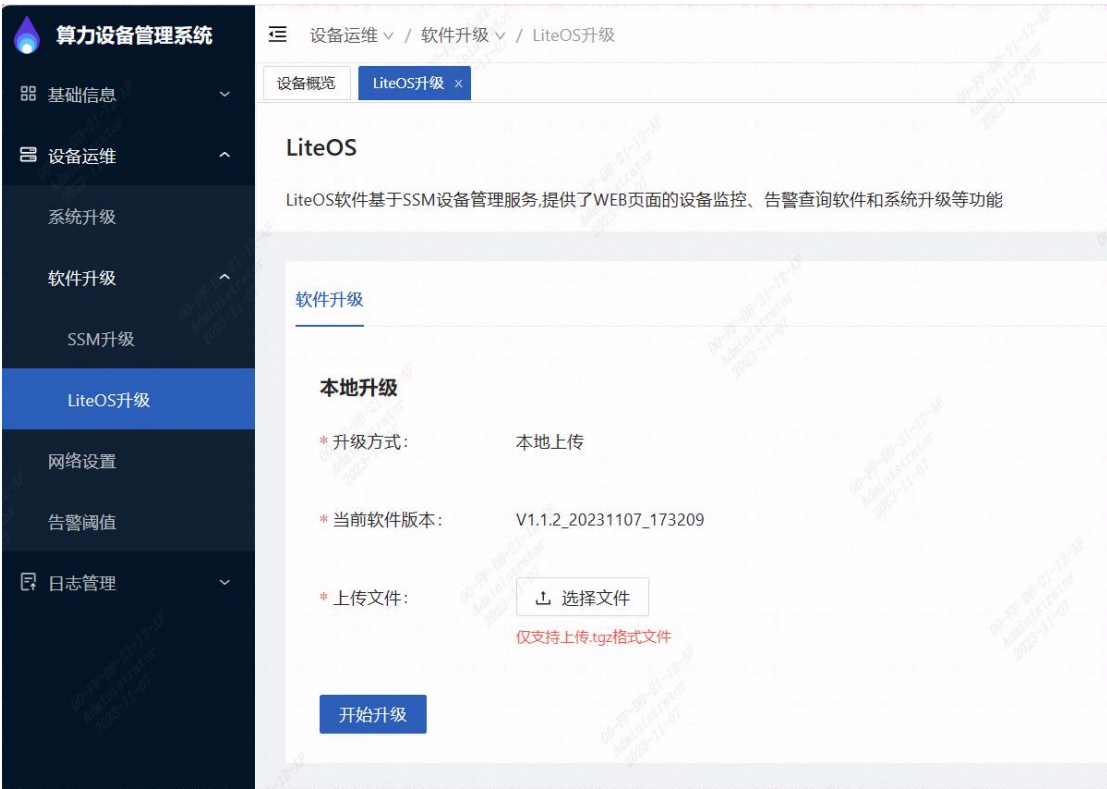 算力设备管理系统
设备运维 / 软件升级 / LiteOS升级
设备概览
LiteOS升级 ×
基础信息
设备运维
系统升级
软件升级
SSM升级
LiteOS升级
网络设置
告警阈值
日志管理
LiteOS
LiteOS软件基于SSM设备管理服务,提供了WEB页面的设备监控、告警查询软件和系统升级等功能
软件升级
本地升级
* 升级方式: 本地上传
* 当前软件版本: V1.1.2_20231107_173209
* 上传文件: 选择文件
仅支持上传.tgz格式文件
开始升级